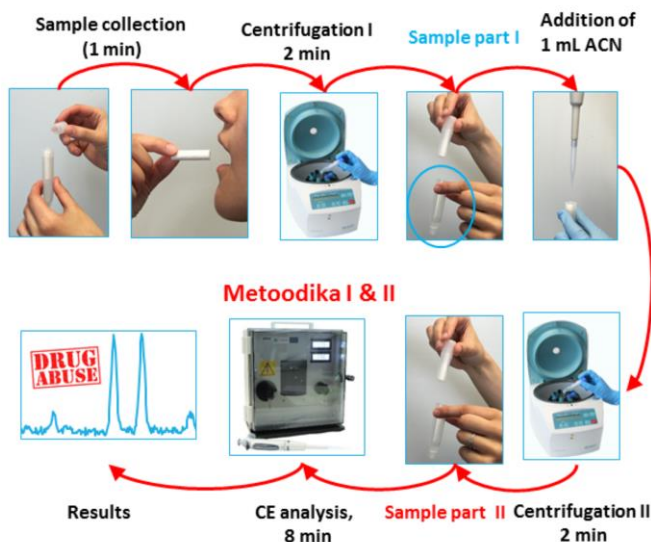 Sample collection
(1 min)
Centrifugation I
2 min
Sample part I
Addition of
1 mL ACN
Metoodika I & II
DRUG
ABUSE
Results
CE analysis,
8 min
Sample part II
Centrifugation II
2 min